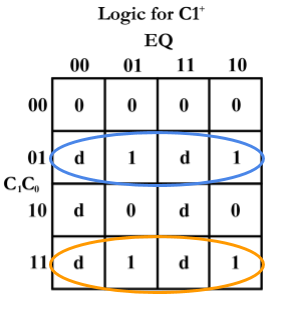 Logic for C1⁺
EQ
00 01 11 10
00 0 0 0 0
01 d 1 d 1
C₁C₀
10 d 0 d 0
11 d 1 d 1